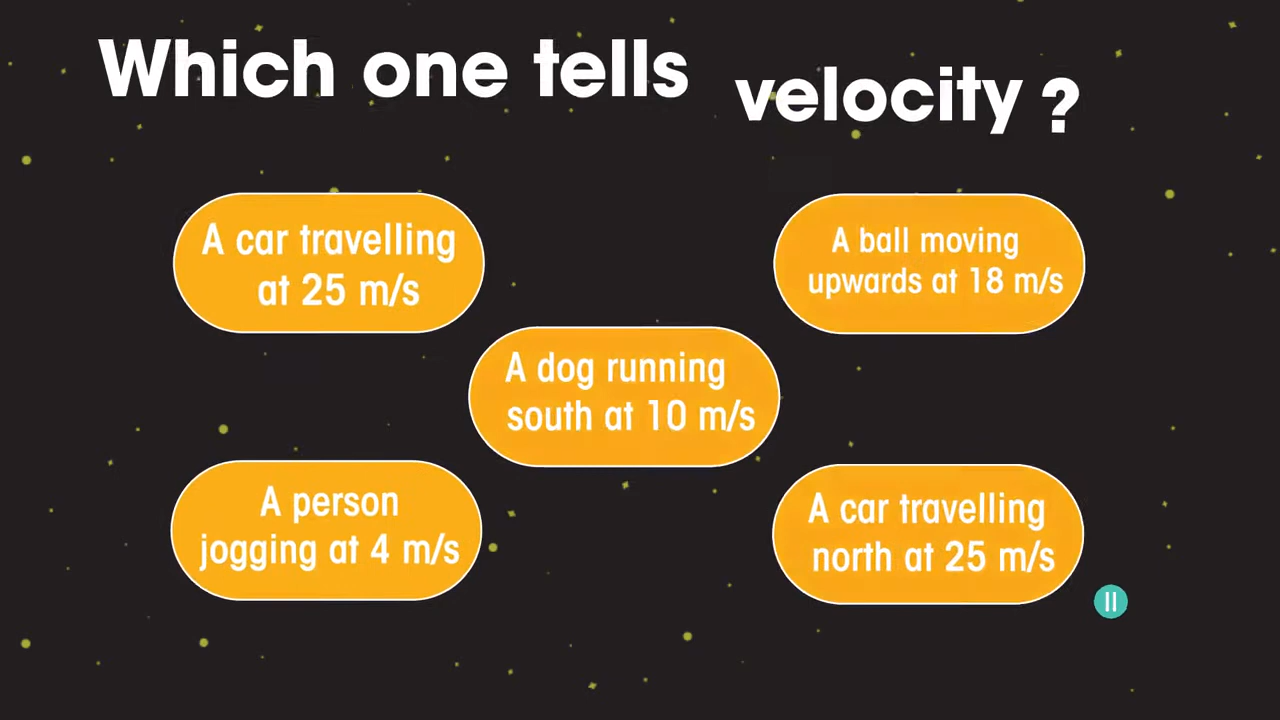 Which one tells velocity ?
A car travelling
at 25 m/s
A ball moving
upwards at 18 m/s
A dog running
south at 10 m/s
A person
jogging at 4 m/s
A car travelling
north at 25 m/s